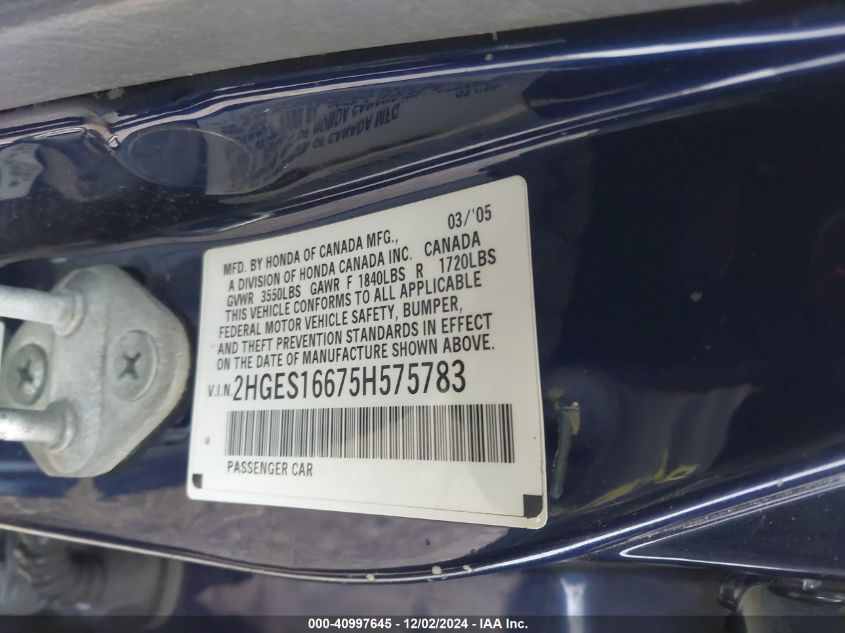 03/'05
MFD. BY HONDA OF CANADA MFG.,
A DIVISION OF HONDA CANADA INC. CANADA
GVWR 3550LBS GAWR F 1840LBS R 1720LBS
THIS VEHICLE CONFORMS TO ALL APPLICABLE
FEDERAL MOTOR VEHICLE SAFETY, BUMPER,
AND THEFT PREVENTION STANDARDS IN EFFECT
ON THE DATE OF MANUFACTURE SHOWN ABOVE.
V.I.N. 2HGES16675H575783
PASSENGER CAR
000-40997645 - 12/02/2024 - IAA Inc.